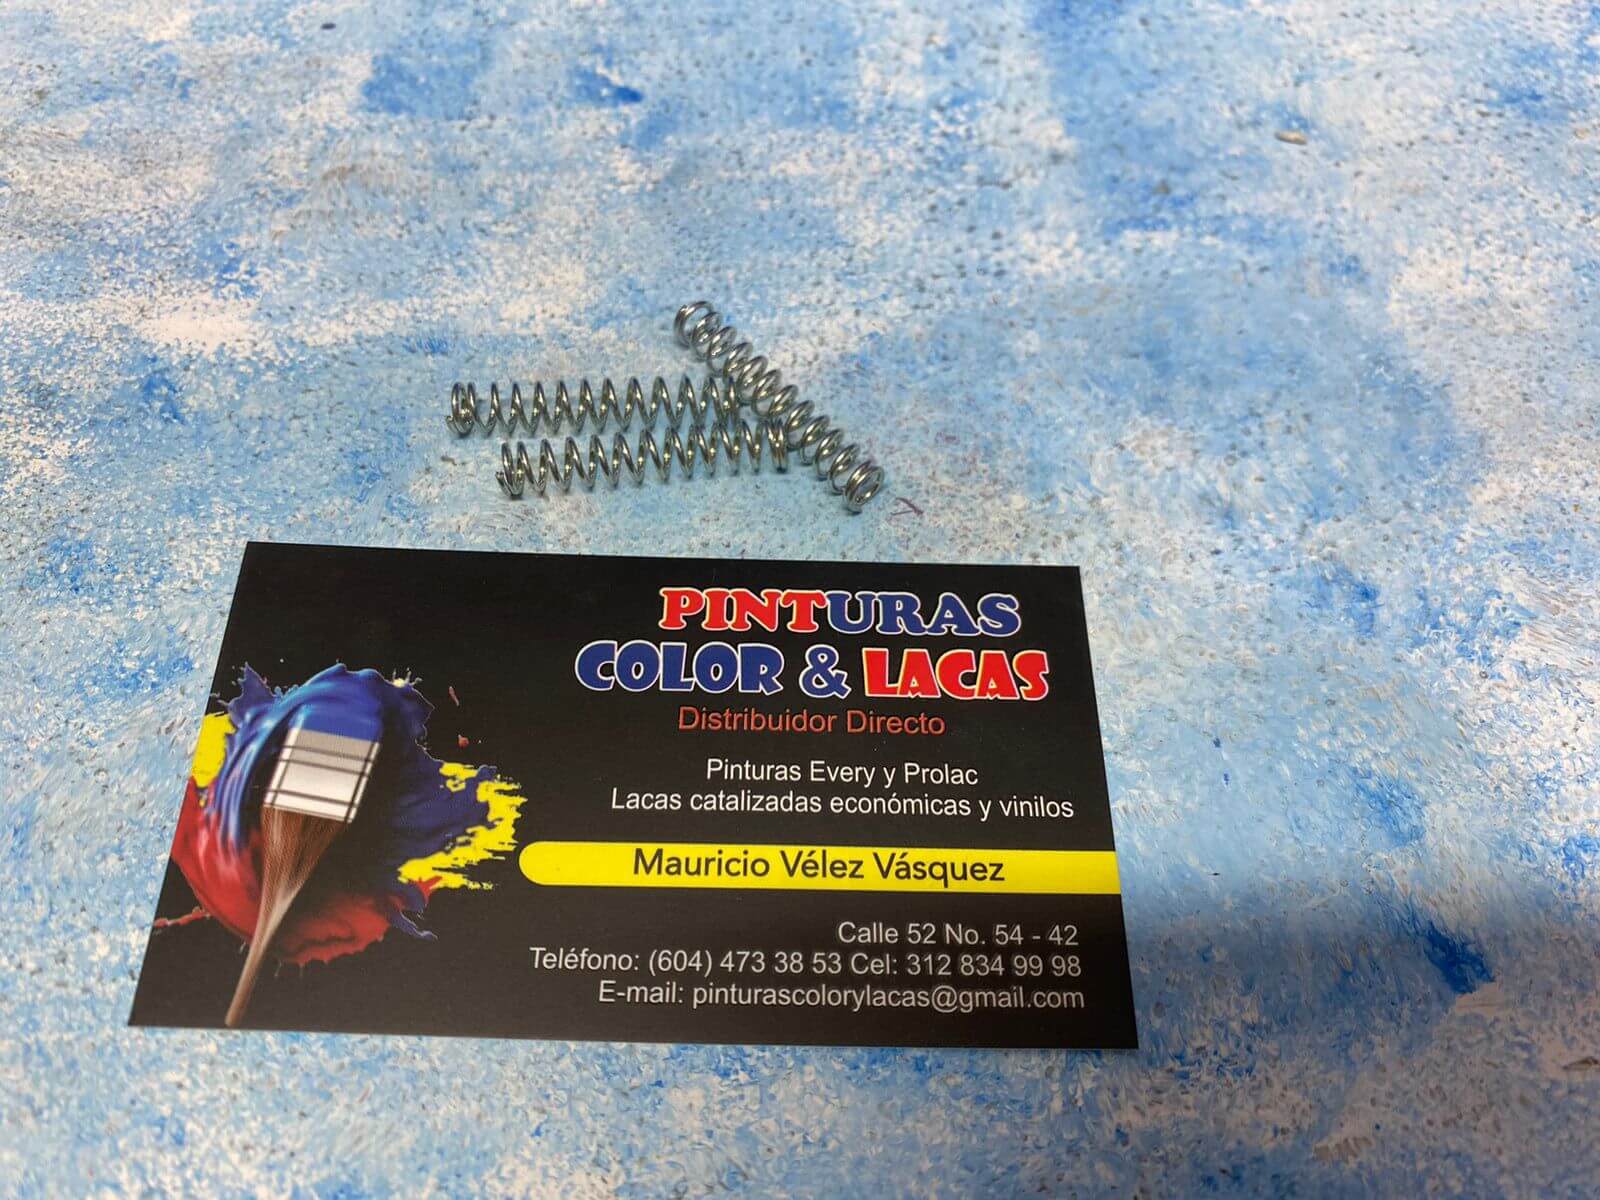 PINTURAS
COLOR & LACAS
Distribuidor Directo
Pinturas Every y Prolac
Lacas catalizadas económicas y vinilos
Mauricio Vélez Vásquez
Calle 52 No. 54 - 42
Teléfono: (604) 473 38 53 Cel: 312 834 99 98
E-mail: pinturascolorylacas@gmail.com